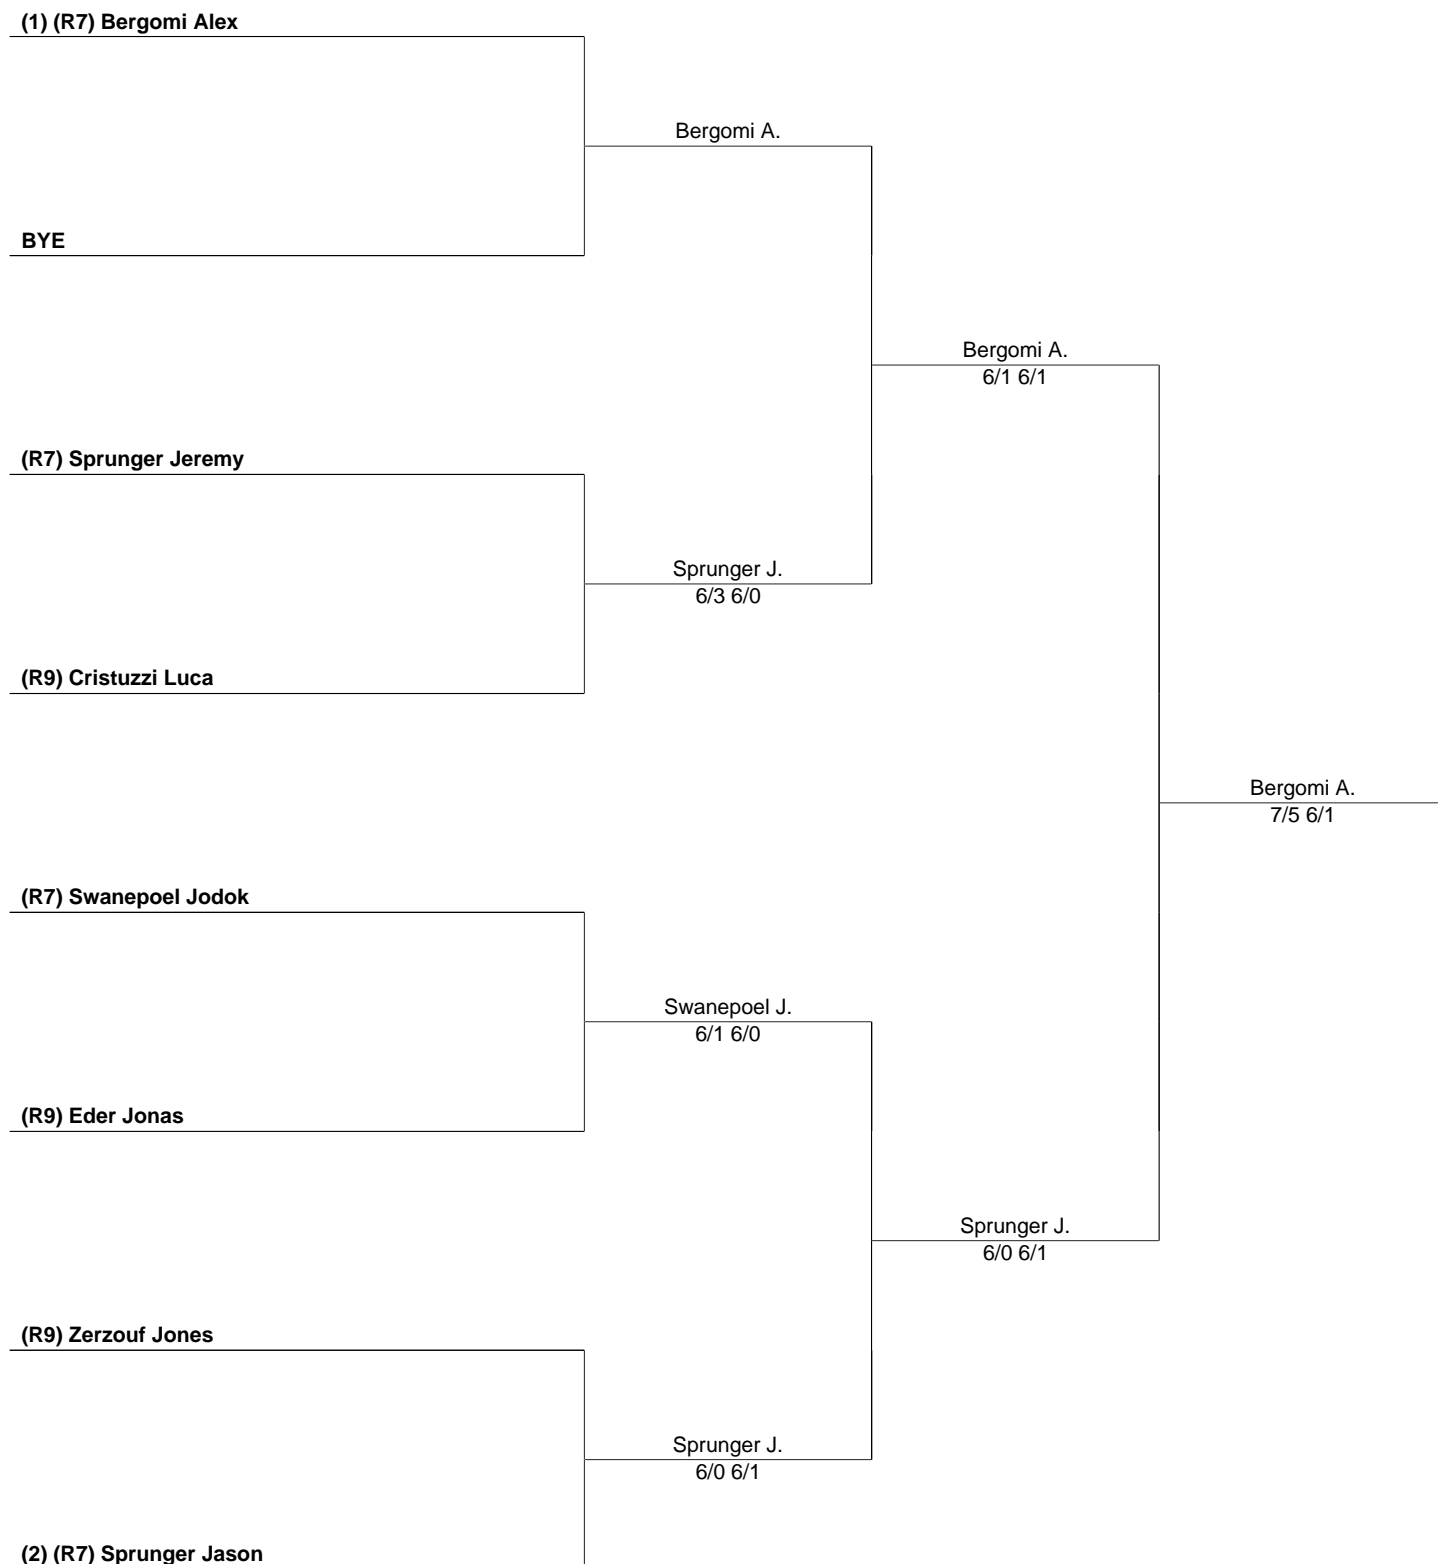 (1) (R7) Bergomi Alex
Bergomi A.
BYE
Bergomi A.
6/1 6/1
(R7) Sprunger Jeremy
Sprunger J.
6/3 6/0
(R9) Cristuzzi Luca
Bergomi A.
7/5 6/1
(R7) Swanepoel Jodok
Swanepoel J.
6/1 6/0
(R9) Eder Jonas
Sprunger J.
6/0 6/1
(R9) Zerzouf Jones
Sprunger J.
6/0 6/1
(2) (R7) Sprunger Jason